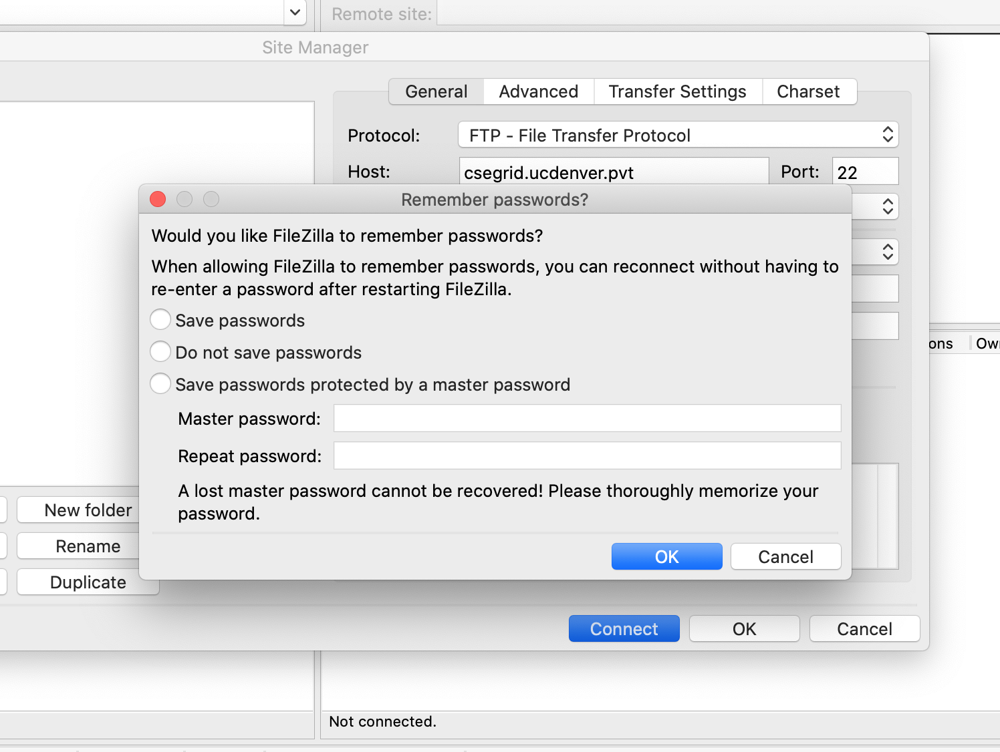 Remote site:
Site Manager
General Advanced Transfer Settings Charset
Protocol: FTP - File Transfer Protocol
Host: csegrid.ucdenver.pvt Port: 22
Remember passwords?
Would you like FileZilla to remember passwords?
When allowing FileZilla to remember passwords, you can reconnect without having to
re-enter a password after restarting FileZilla.
Save passwords
Do not save passwords
ons Own
Save passwords protected by a master password
Master password:
Repeat password:
A lost master password cannot be recovered! Please thoroughly memorize your
password.
New folder
Rename
OK Cancel
Duplicate
Connect OK Cancel
Not connected.